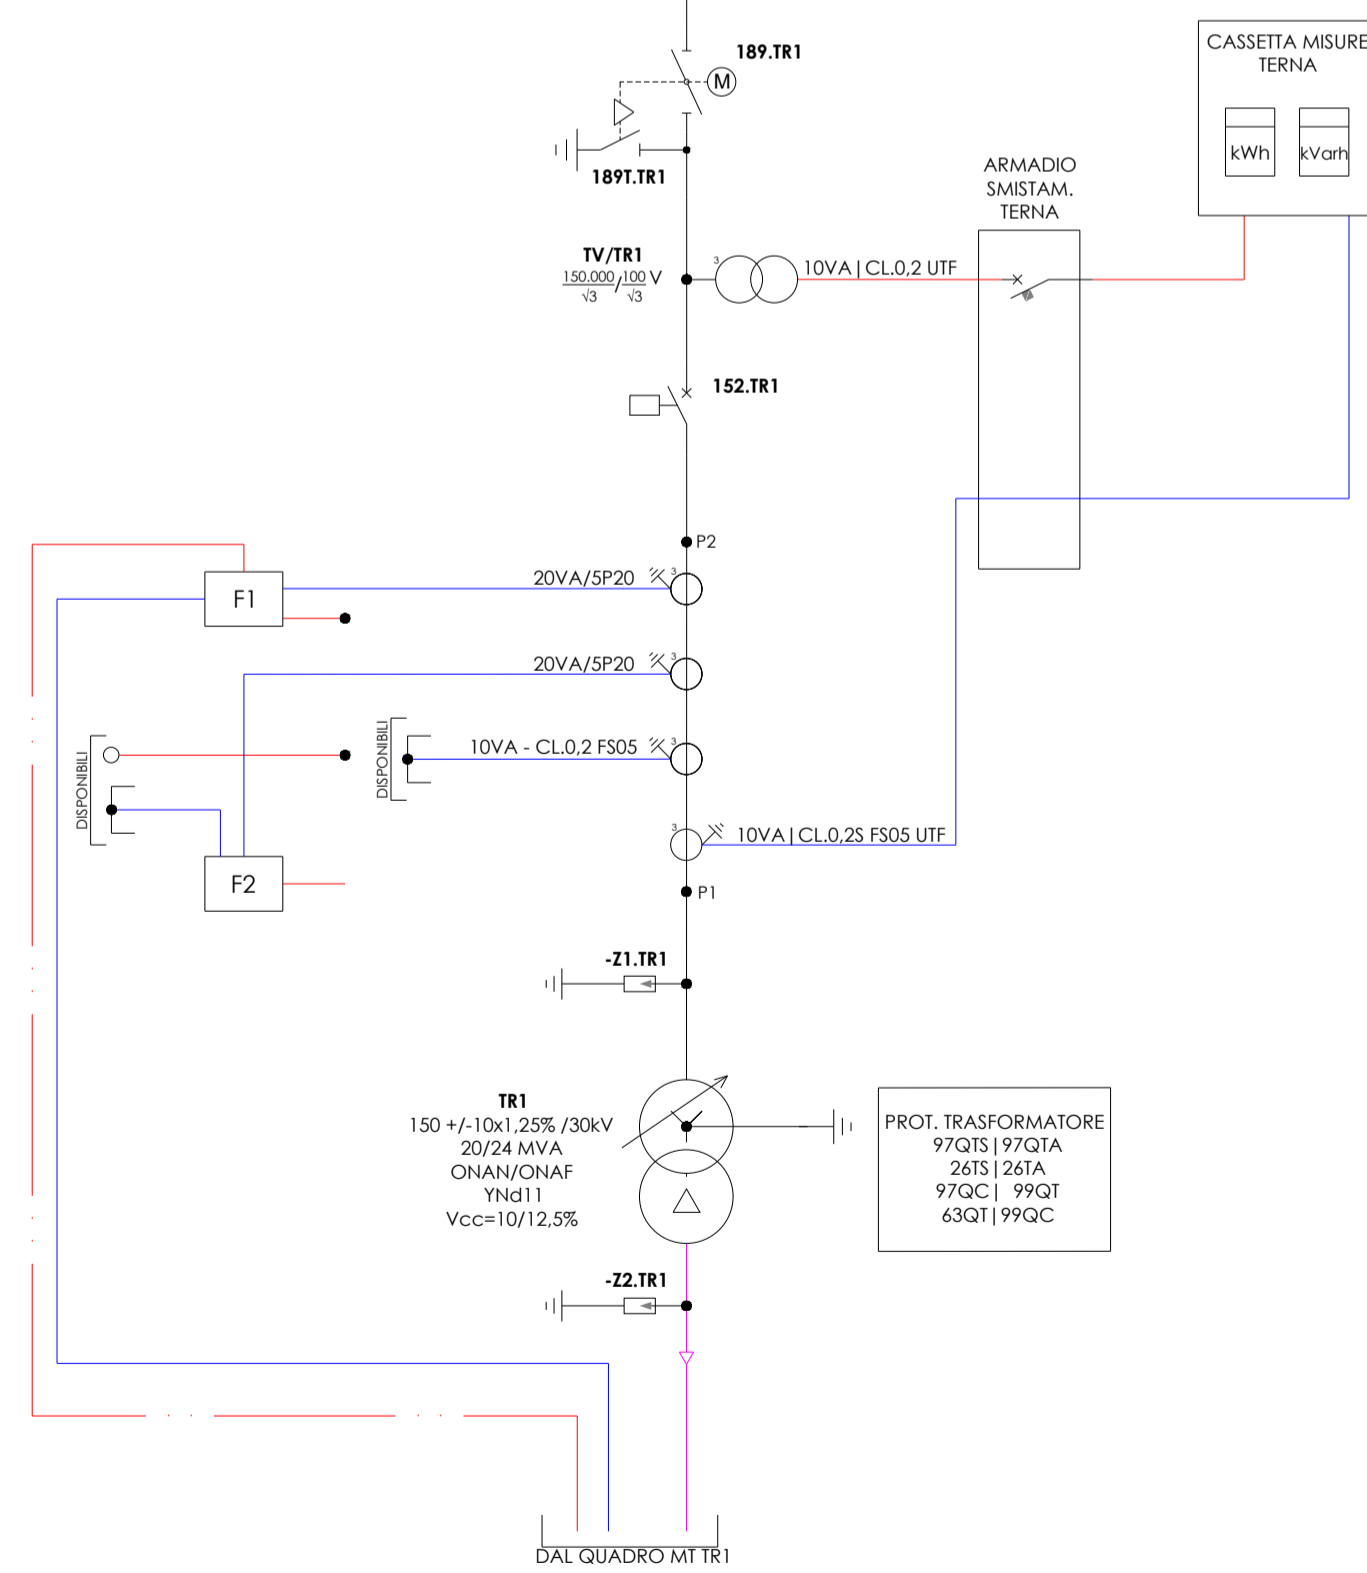 189.TR1
M
CASSETTA MISURE
TERNA
kWh
kVarh
189T.TR1
ARMADIO
SMISTAM.
TERNA
TV/TR1
150.000/√3 / 100/√3 V
3
10VA | CL.0,2 UTF
152.TR1
P2
F1
20VA/5P20
3
20VA/5P20
3
DISPONIBILI
DISPONIBILI
10VA - CL.0,2 FS05
3
3
10VA | CL.0,2S FS05 UTF
F2
P1
-Z1.TR1
TR1
150 +/-10x1,25% /30kV
20/24 MVA
ONAN/ONAF
YNd11
Vcc=10/12,5%
PROT. TRASFORMATORE
97QTS | 97QTA
26TS | 26TA
97QC | 99QT
63QT | 99QC
-Z2.TR1
DAL QUADRO MT TR1